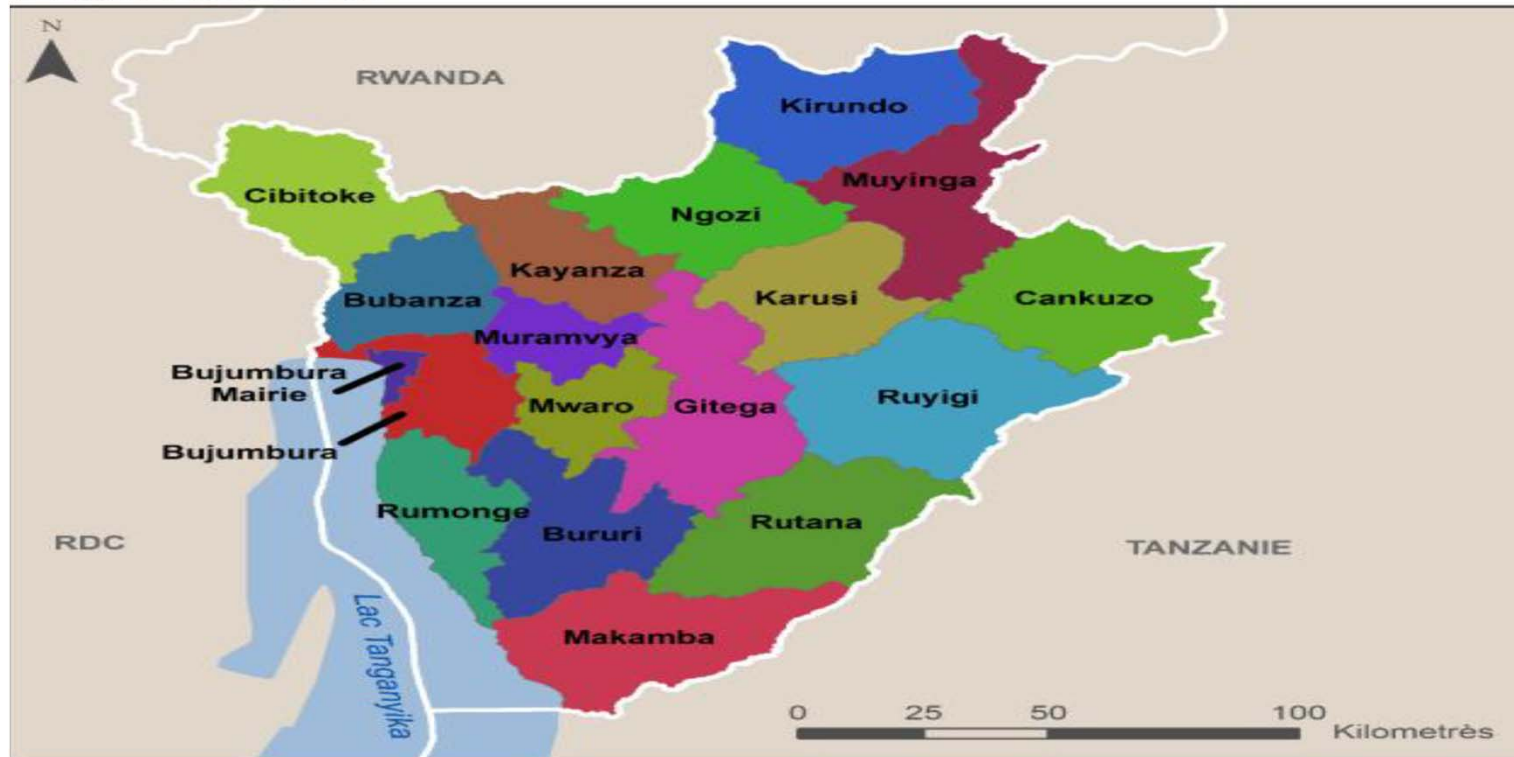 N
RWANDA
Kirundo
Muyinga
Cibitoke
Ngozi
Kayanza
Karusi
Cankuzo
Bubanza
Muramvya
Bujumbura
Mairie
Mwaro
Gitega
Ruyigi
Bujumbura
Rumonge
Bururi
Rutana
RDC
TANZANIE
Lac Tanganyika
Makamba
0 25 50 100
Kilometrès